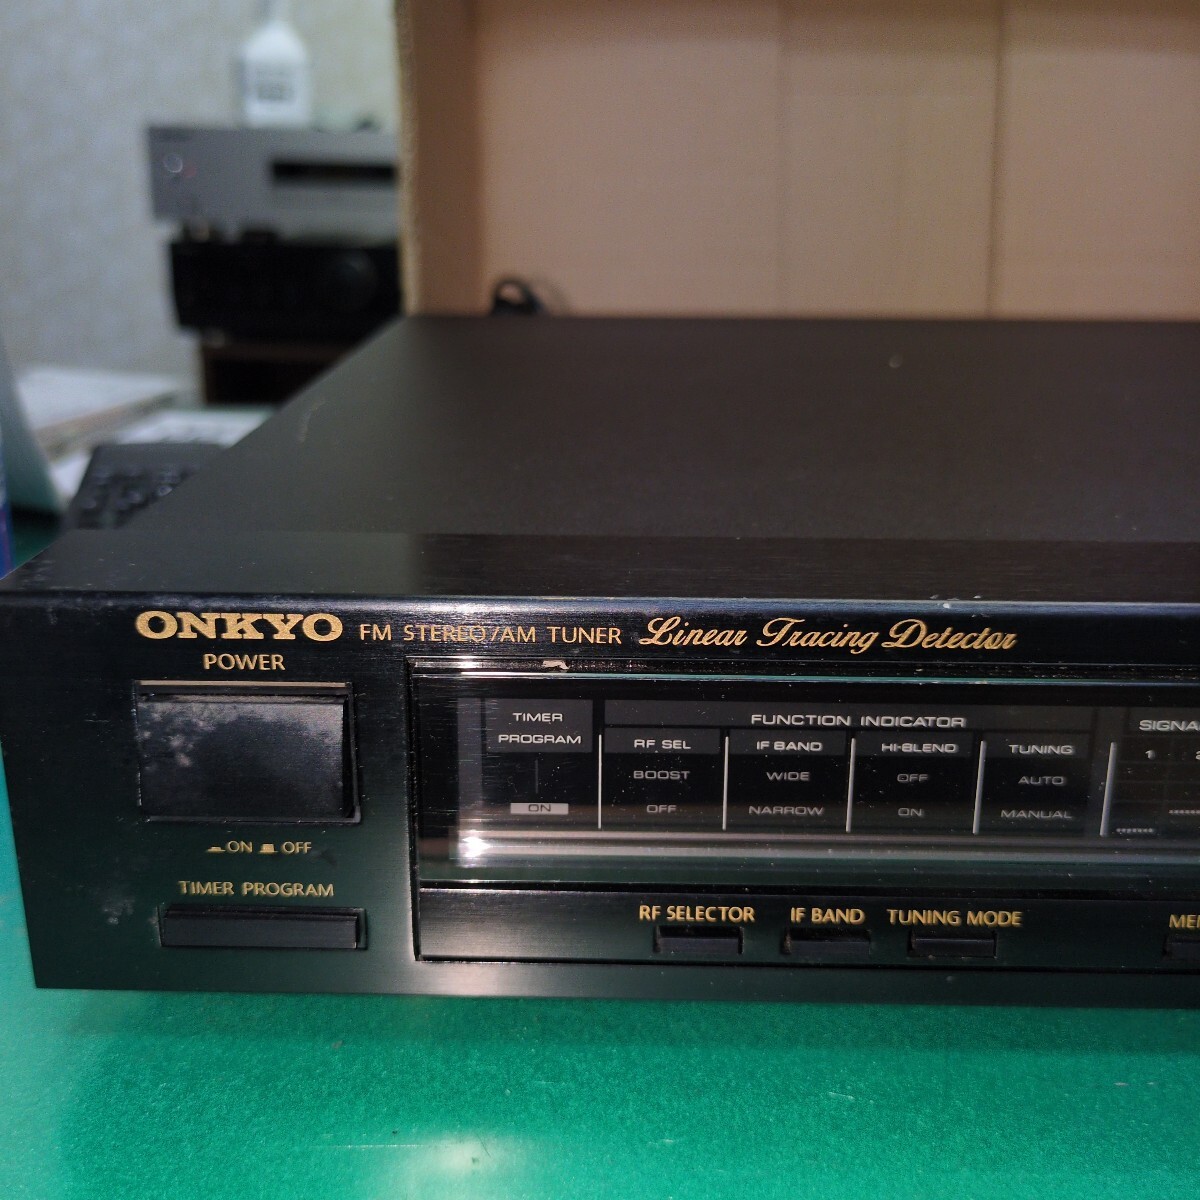 ONKYO FM STEREO/AM TUNER Linear Tracing Detector
POWER
ON OFF
TIMER PROGRAM
TIMER
PROGRAM
ON
FUNCTION INDICATOR
RF SEL IF BAND HI-BLEND TUNING
BOOST WIDE OFF AUTO
OFF NARROW ON MANUAL
SIGNA
1
RF SELECTOR IF BAND TUNING MODE